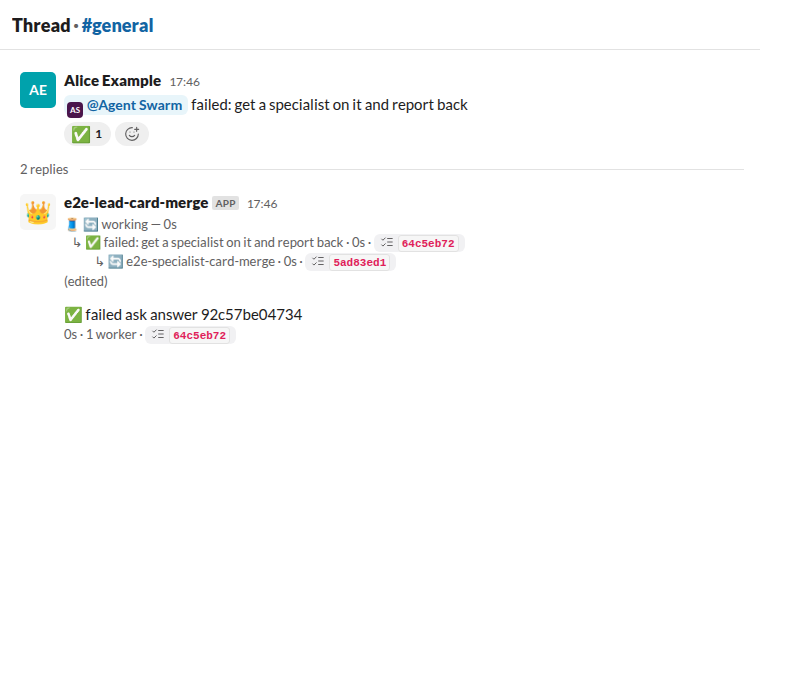 Thread · #general
AE
Alice Example 17:46
AS @Agent Swarm failed: get a specialist on it and report back
✅ 1
2 replies
e2e-lead-card-merge APP 17:46
🧵 🔄 working — 0s
↳ ✅ failed: get a specialist on it and report back · 0s · 64c5eb72
↳ 🔄 e2e-specialist-card-merge · 0s · 5ad83ed1
(edited)
✅ failed ask answer 92c57be04734
0s · 1 worker · 64c5eb72